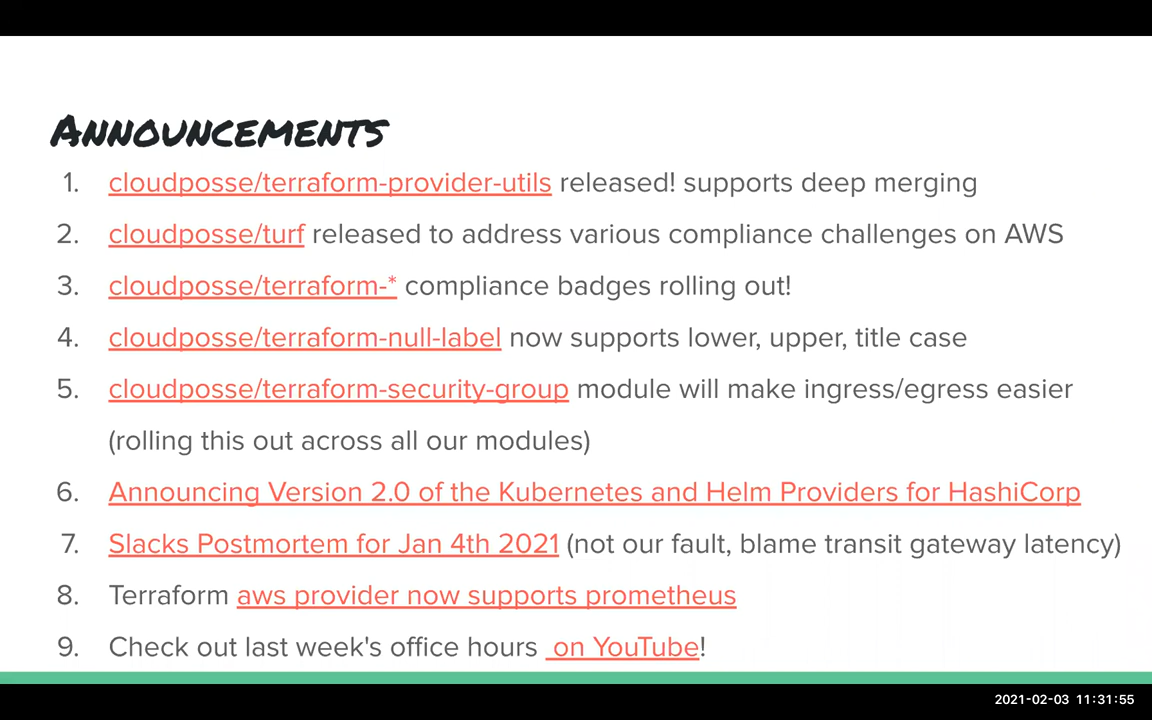 ANNOUNCEMENTS
1. cloudposse/terraform-provider-utils released! supports deep merging
2. cloudposse/turf released to address various compliance challenges on AWS
3. cloudposse/terraform-* compliance badges rolling out!
4. cloudposse/terraform-null-label now supports lower, upper, title case
5. cloudposse/terraform-security-group module will make ingress/egress easier
(rolling this out across all our modules)
6. Announcing Version 2.0 of the Kubernetes and Helm Providers for HashiCorp
7. Slacks Postmortem for Jan 4th 2021 (not our fault, blame transit gateway latency)
8. Terraform aws provider now supports prometheus
9. Check out last week's office hours on YouTube!
2021-02-03 11:31:55